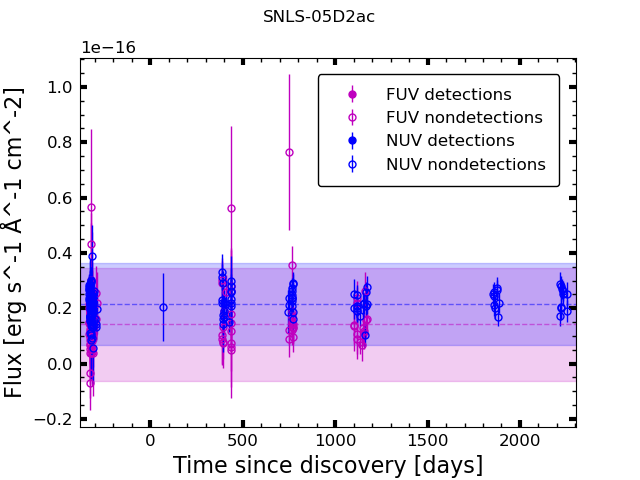 SNLS-05D2ac
1e−16
1.0
0.8
0.6
0.4
0.2
0.0
−0.2
Flux [erg s^-1 Å^-1 cm^-2]
FUV detections
FUV nondetections
NUV detections
NUV nondetections
0 500 1000 1500 2000
Time since discovery [days]